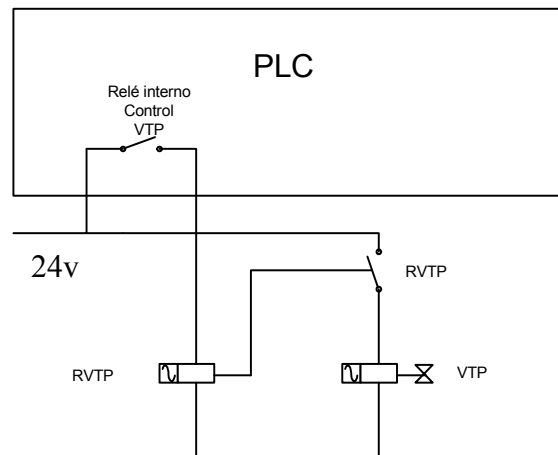 PLC
Relé interno
Control
VTP
24v
RVTP
RVTP
VTP